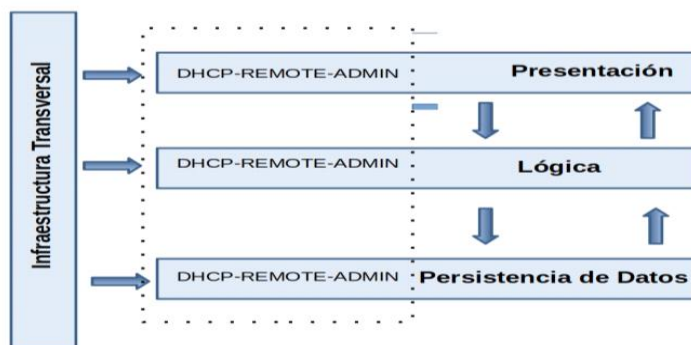 Infraestructura Transversal
DHCP-REMOTE-ADMIN Presentación
DHCP-REMOTE-ADMIN Lógica
DHCP-REMOTE-ADMIN Persistencia de Datos